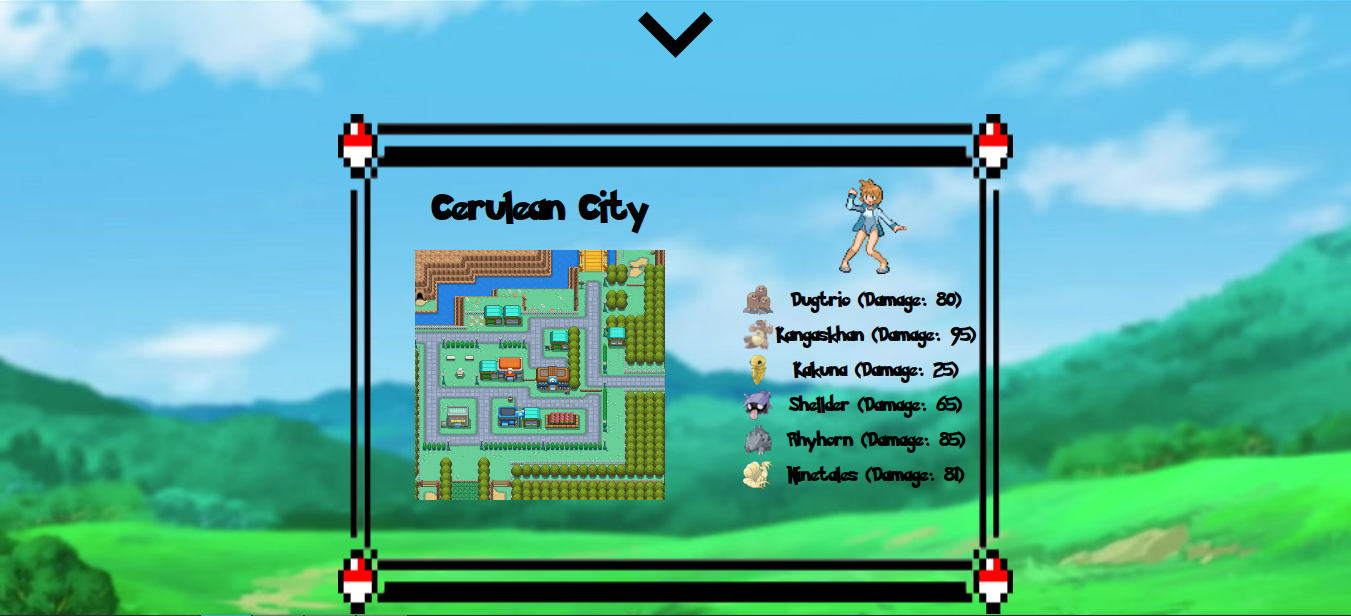 Cerulean City
Dugtrio (Damage: 80)
Kangaskhan (Damage: 95)
Kakuna (Damage: 25)
Shellder (Damage: 65)
Rhyhorn (Damage: 85)
Ninetales (Damage: 81)